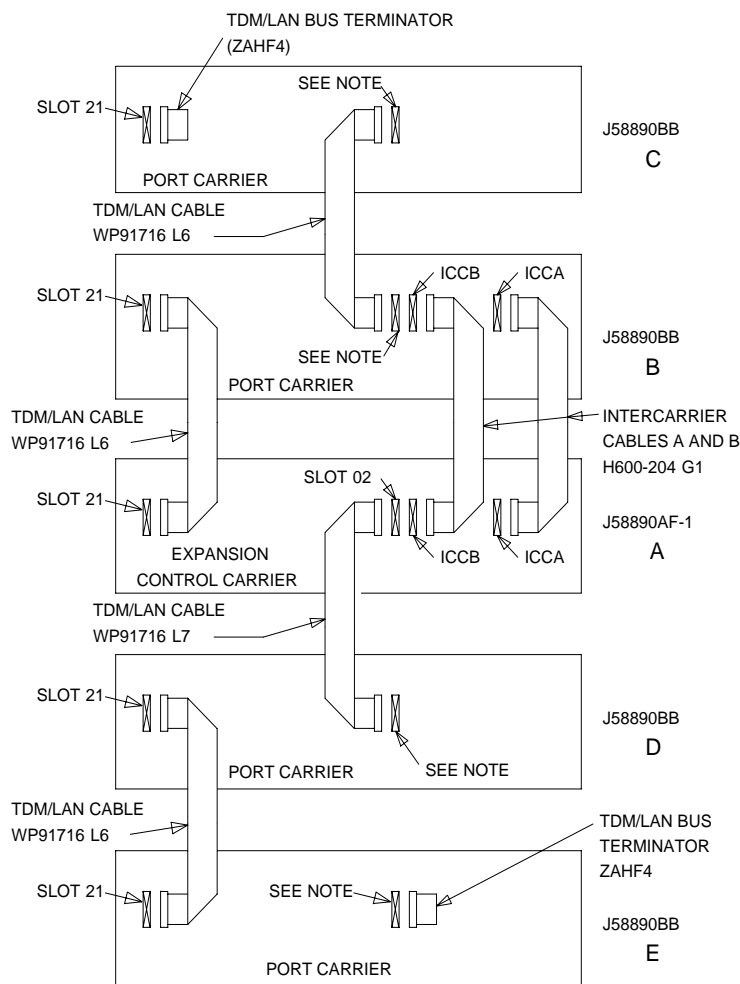 TDM/LAN BUS TERMINATOR
(ZAHF4)
SEE NOTE
SLOT 21
J58890BB
C
PORT CARRIER
TDM/LAN CABLE
WP91716 L6
ICCB
ICCA
SLOT 21
J58890BB
B
SEE NOTE
PORT CARRIER
TDM/LAN CABLE
WP91716 L6
INTERCARRIER
CABLES A AND B
H600-204 G1
SLOT 02
SLOT 21
J58890AF-1
A
EXPANSION
CONTROL CARRIER
ICCB
ICCA
TDM/LAN CABLE
WP91716 L7
SLOT 21
J58890BB
D
PORT CARRIER
SEE NOTE
TDM/LAN CABLE
WP91716 L6
TDM/LAN BUS
TERMINATOR
ZAHF4
SLOT 21
SEE NOTE
J58890BB
E
PORT CARRIER